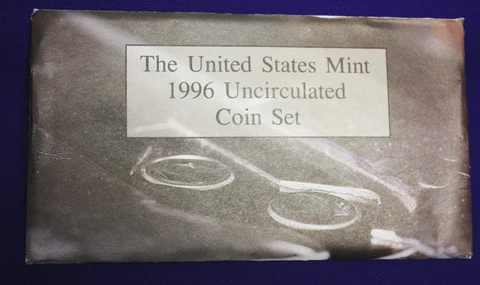 The United States Mint
1996 Uncirculated
Coin Set